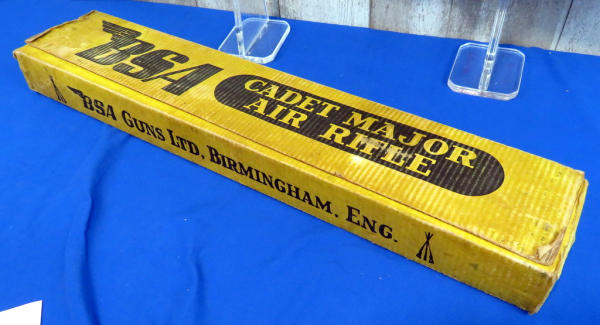 BSA
CADET MAJOR
AIR RIFLE
BSA GUNS LTD, BIRMINGHAM, ENG.